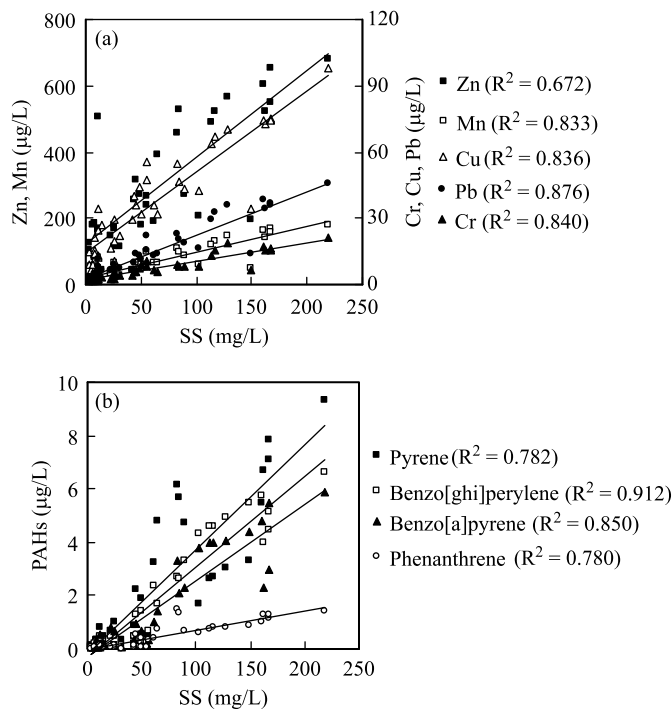 (a)
800
600
400
200
0
Zn, Mn (µg/L)
120
90
60
30
0
Cr, Cu, Pb (µg/L)
0 50 100 150 200 250
SS (mg/L)
Zn (R² = 0.672)
Mn (R² = 0.833)
Cu (R² = 0.836)
Pb (R² = 0.876)
Cr (R² = 0.840)
(b)
10
8
6
4
2
0
PAHs (µg/L)
0 50 100 150 200 250
SS (mg/L)
Pyrene (R² = 0.782)
Benzo[ghi]perylene (R² = 0.912)
Benzo[a]pyrene (R² = 0.850)
Phenanthrene (R² = 0.780)